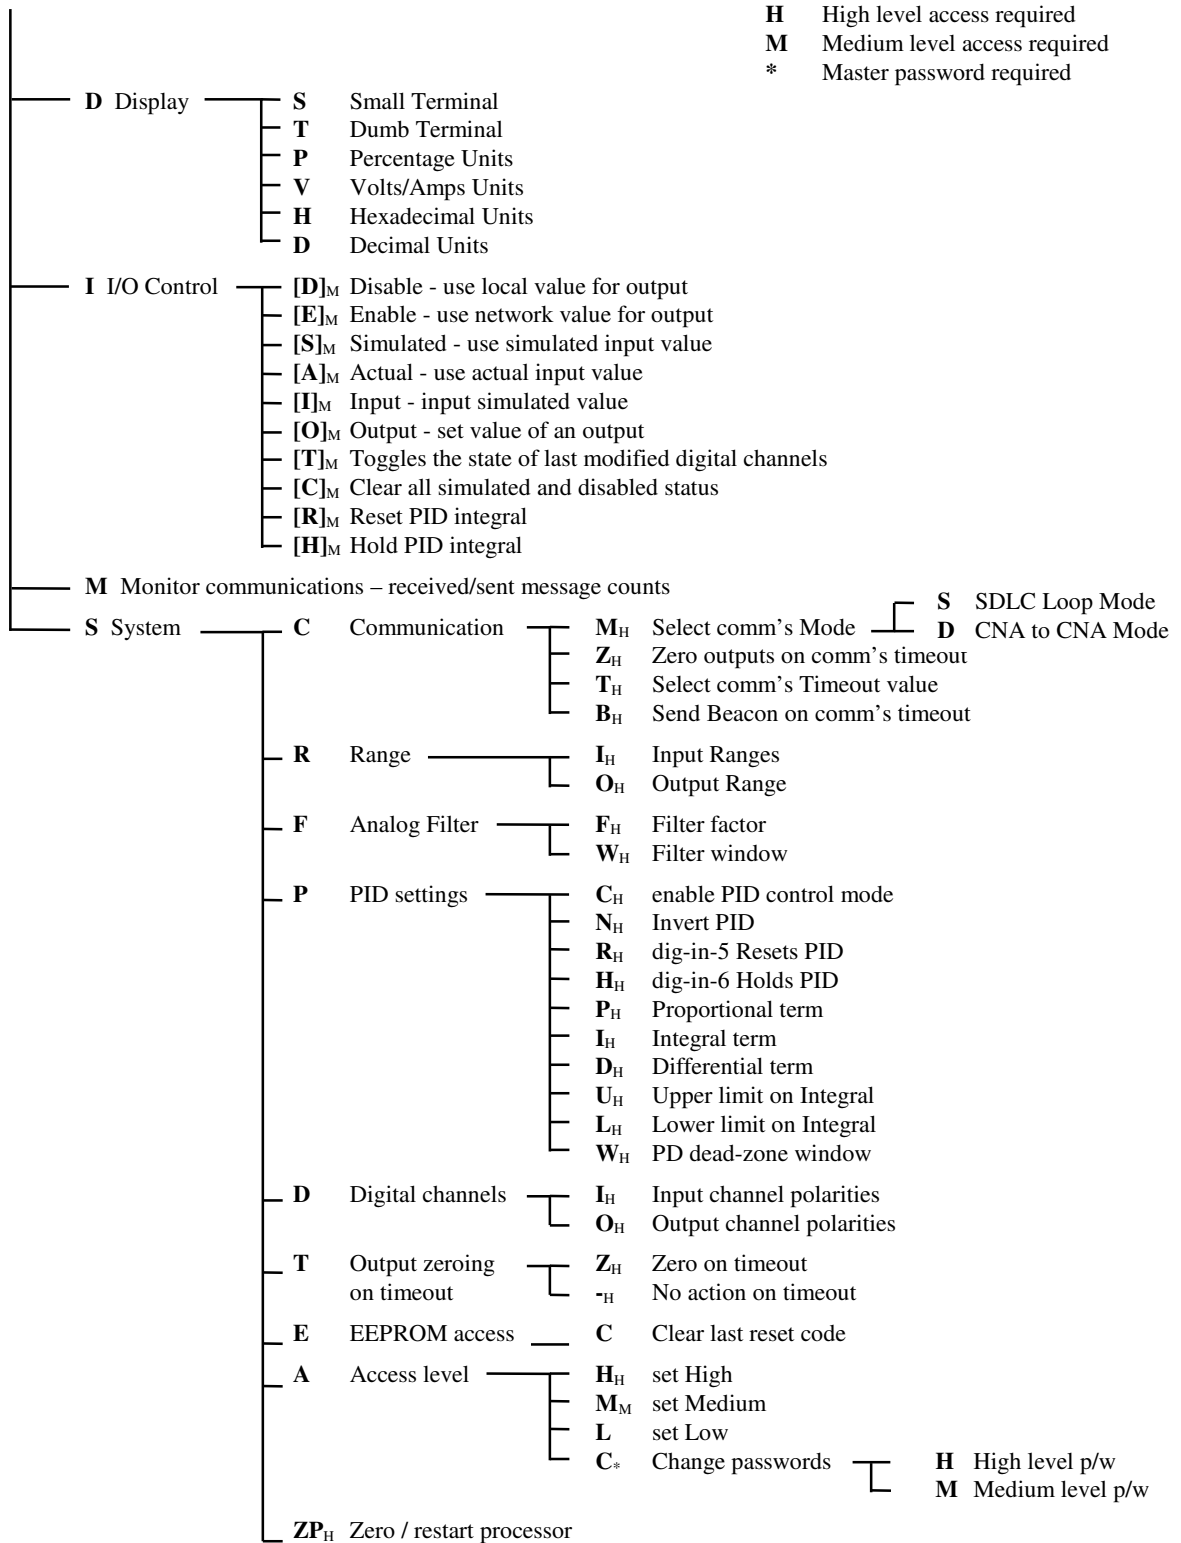 H High level access required
M Medium level access required
* Master password required
D Display S Small Terminal
T Dumb Terminal
P Percentage Units
V Volts/Amps Units
H Hexadecimal Units
D Decimal Units
I I/O Control [D]M Disable - use local value for output
[E]M Enable - use network value for output
[S]M Simulated - use simulated input value
[A]M Actual - use actual input value
[I]M Input - input simulated value
[O]M Output - set value of an output
[T]M Toggles the state of last modified digital channels
[C]M Clear all simulated and disabled status
[R]M Reset PID integral
[H]M Hold PID integral
M Monitor communications – received/sent message counts
S SDLC Loop Mode
S System C Communication MH Select comm's Mode D CNA to CNA Mode
ZH Zero outputs on comm's timeout
TH Select comm's Timeout value
BH Send Beacon on comm's timeout
R Range IH Input Ranges
OH Output Range
F Analog Filter FH Filter factor
WH Filter window
P PID settings CH enable PID control mode
NH Invert PID
RH dig-in-5 Resets PID
HH dig-in-6 Holds PID
PH Proportional term
IH Integral term
DH Differential term
UH Upper limit on Integral
LH Lower limit on Integral
WH PD dead-zone window
D Digital channels IH Input channel polarities
OH Output channel polarities
T Output zeroing ZH Zero on timeout
on timeout -H No action on timeout
E EEPROM access C Clear last reset code
A Access level HH set High
MM set Medium
L set Low
C* Change passwords H High level p/w
M Medium level p/w
ZPH Zero / restart processor